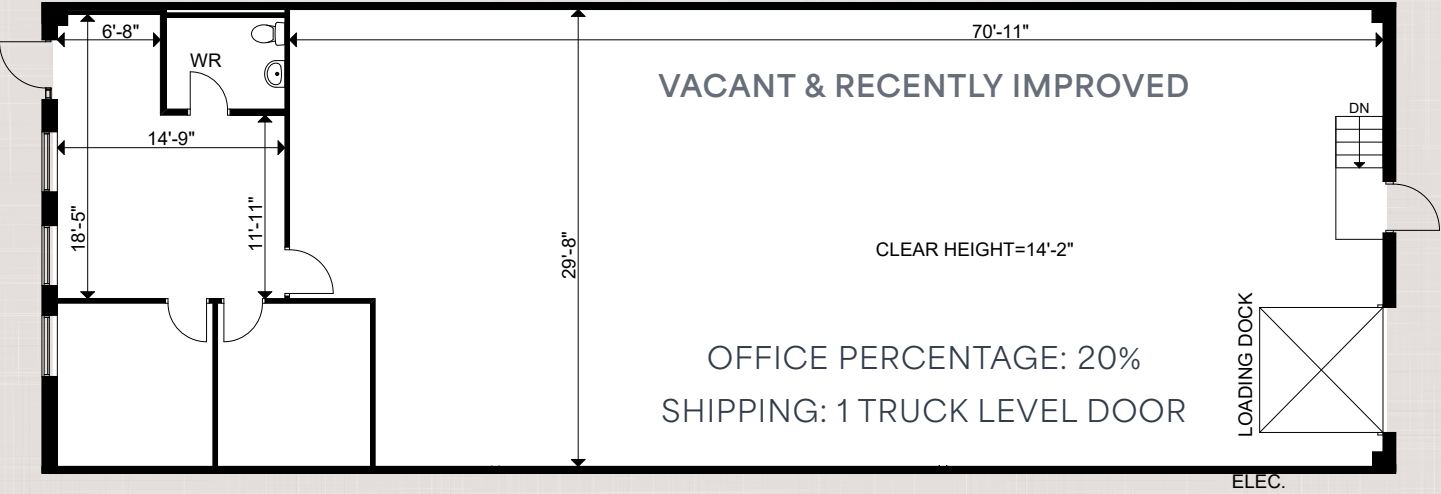 6'-8"
70'-11"
WR
VACANT & RECENTLY IMPROVED
DN
14'-9"
18'-5"
11'-11"
29'-8"
CLEAR HEIGHT=14'-2"
LOADING DOCK
OFFICE PERCENTAGE: 20%
SHIPPING: 1 TRUCK LEVEL DOOR
ELEC.